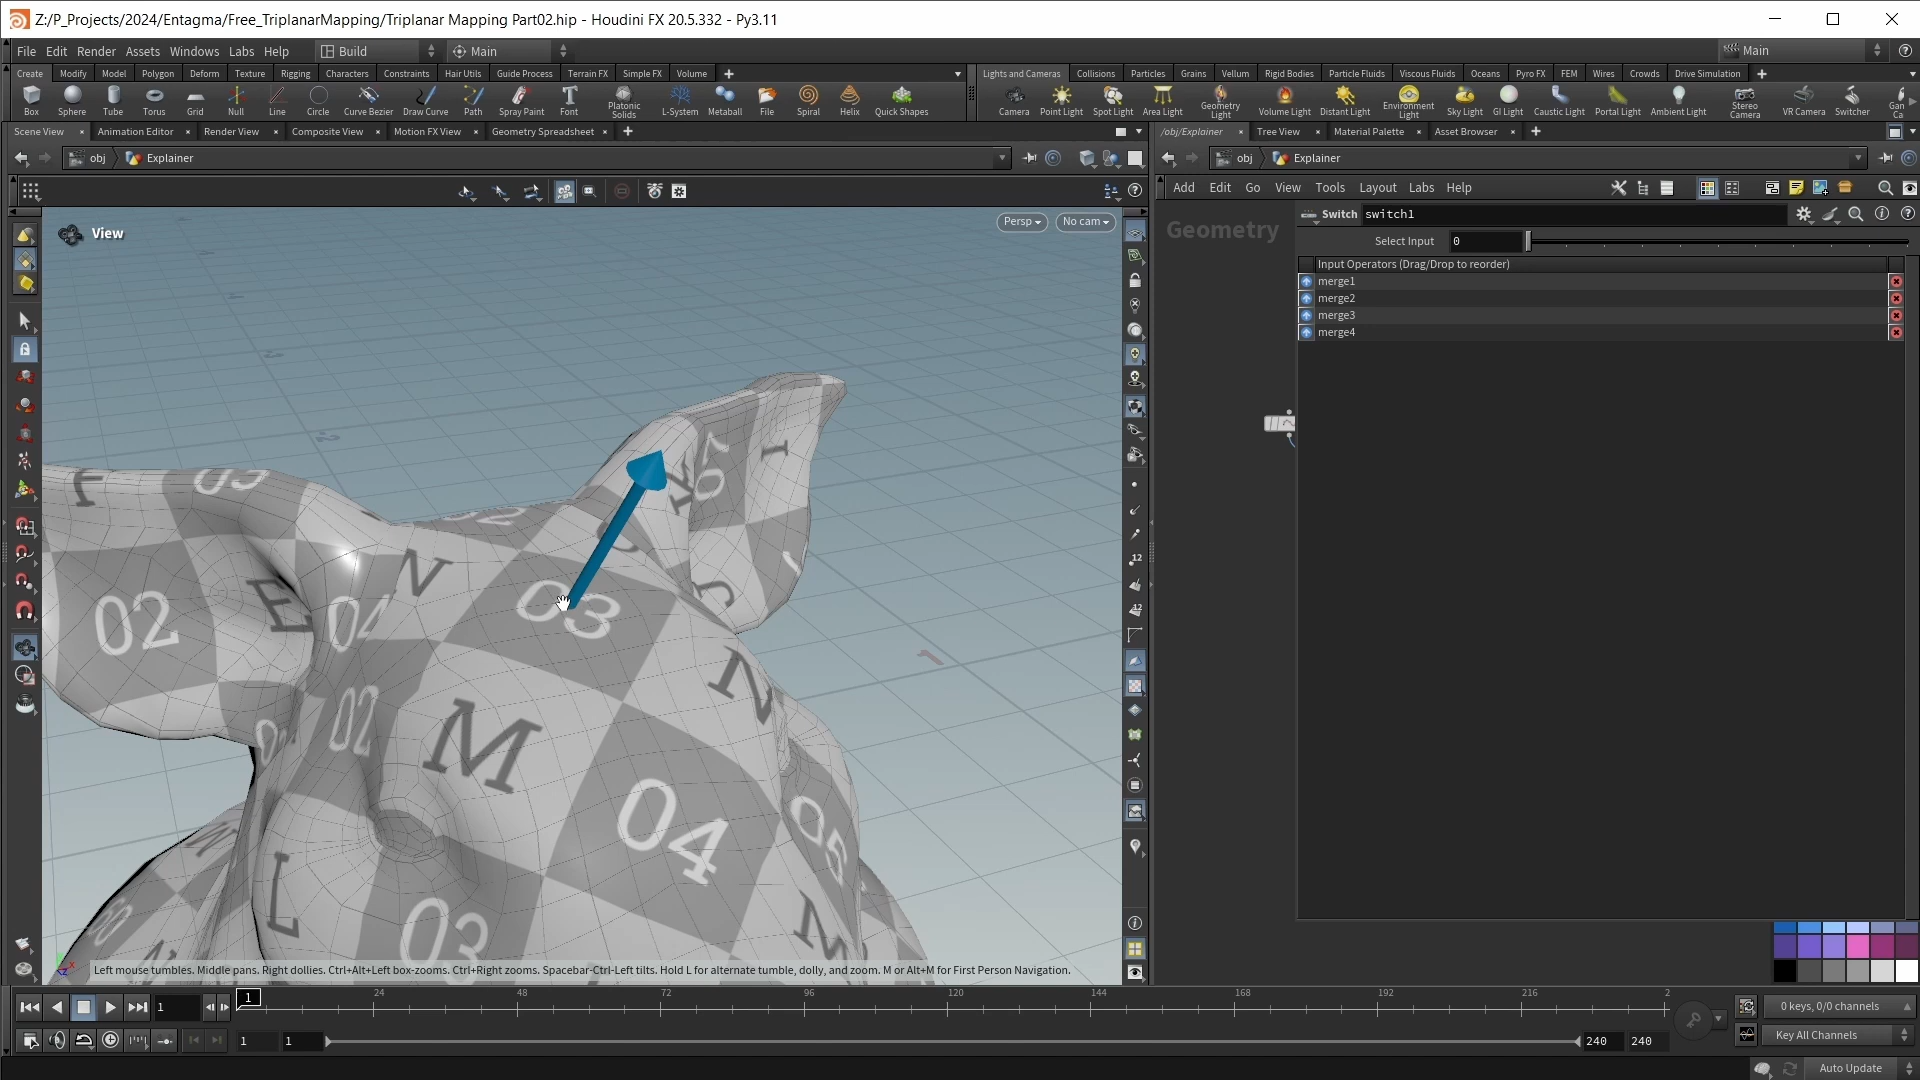 Z:/P_Projects/2024/Entagma/Free_TriplanarMapping/Triplanar Mapping Part02.hip - Houdini FX 20.5.332 - Py3.11
File Edit Render Assets Windows Labs Help Build Main Main
Create Modify Model Polygon Deform Texture Rigging Characters Constraints Hair Utils Guide Process Terrain FX Simple FX Volume
Lights and Cameras Collisions Particles Grains Vellum Rigid Bodies Particle Fluids Viscous Fluids Oceans Pyro FX FEM Wires Crowds Drive Simulation
Box Sphere Tube Torus Grid Null Line Circle Curve Bezier Draw Curve Path Spray Paint Font Platonic Solids L-System Metaball File Spiral Helix Quick Shapes
Camera Point Light Spot Light Area Light Geometry Light Volume Light Distant Light Environment Light Sky Light GI Light Caustic Light Portal Light Ambient Light Stereo Camera VR Camera Switcher
Scene View Animation Editor Render View Composite View Motion FX View Geometry Spreadsheet
/obj/Explainer Tree View Material Palette Asset Browser
obj Explainer
obj Explainer
Add Edit Go View Tools Layout Labs Help
View
Persp
No cam
Geometry
Switch switch1
Select Input 0
Input Operators (Drag/Drop to reorder)
merge1
merge2
merge3
merge4
02
E
04
N
03
N
02
M
04
05
L
03
M
Left mouse tumbles. Middle pans. Right dollies. Ctrl+Alt+Left box-zooms. Ctrl+Right zooms. Spacebar-Ctrl-Left tilts. Hold L for alternate tumble, dolly, and zoom. M or Alt+M for First Person Navigation.
1 1 24 48 72 96 120 144 168 192 216 2
0 keys, 0/0 channels
1 1 240 240
Key All Channels
Auto Update